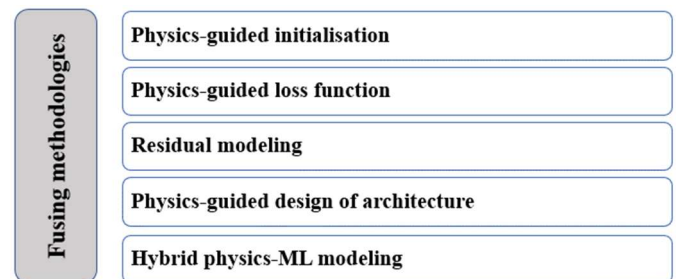 Fusing methodologies
Physics-guided initialisation
Physics-guided loss function
Residual modeling
Physics-guided design of architecture
Hybrid physics-ML modeling